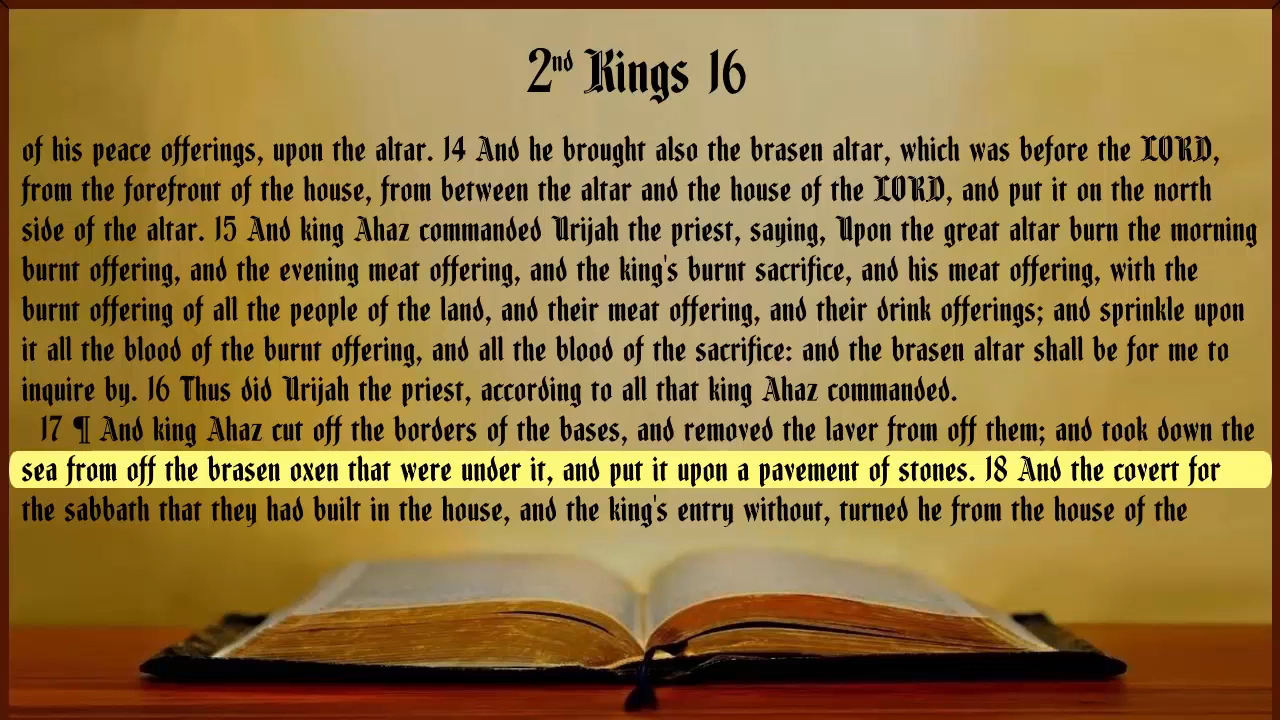 2nd Kings 16
of his peace offerings, upon the altar. 14 And he brought also the brasen altar, which was before the LORD,
from the forefront of the house, from between the altar and the house of the LORD, and put it on the north
side of the altar. 15 And king Ahaz commanded Urijah the priest, saying, Upon the great altar burn the morning
burnt offering, and the evening meat offering, and the king's burnt sacrifice, and his meat offering, with the
burnt offering of all the people of the land, and their meat offering, and their drink offerings; and sprinkle upon
it all the blood of the burnt offering, and all the blood of the sacrifice: and the brasen altar shall be for me to
inquire by. 16 Thus did Urijah the priest, according to all that king Ahaz commanded.
17 ¶ And king Ahaz cut off the borders of the bases, and removed the laver from off them; and took down the
sea from off the brasen oxen that were under it, and put it upon a pavement of stones. 18 And the covert for
the sabbath that they had built in the house, and the king's entry without, turned he from the house of the